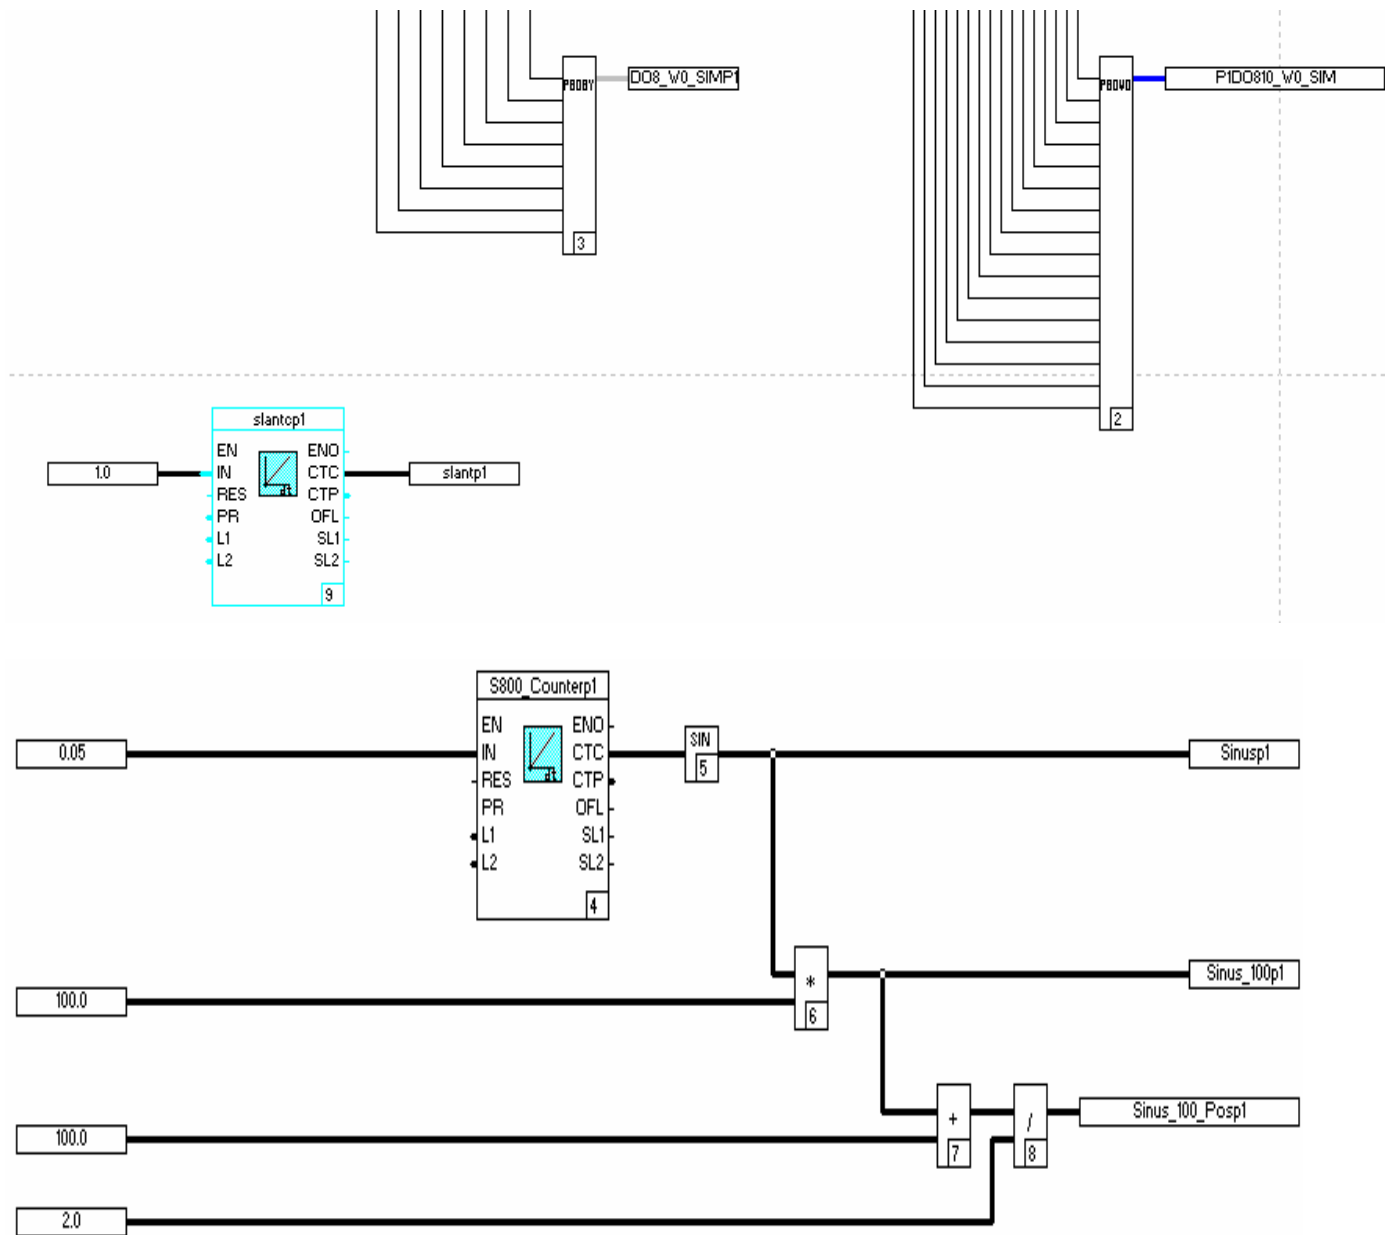 PBOBY
DO8_W0_SIMP1
3
PBOWO
P1DO810_W0_SIM
2
slantcp1
1.0
EN
ENO
IN
CTC
RES
CTP
PR
OFL
L1
SL1
L2
SL2
dt
9
slantp1
S800_Counterp1
0.05
EN
ENO
IN
CTC
RES
CTP
PR
OFL
L1
SL1
L2
SL2
dt
4
SIN
5
Sinusp1
100.0
*
6
Sinus_100p1
100.0
+
7
/
8
Sinus_100_Posp1
2.0